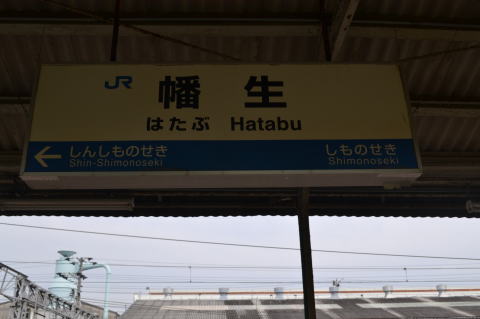 JR 幡生
はたぶ Hatabu
しんしものせき しものせき
Shin-Shimonoseki Shimonoseki